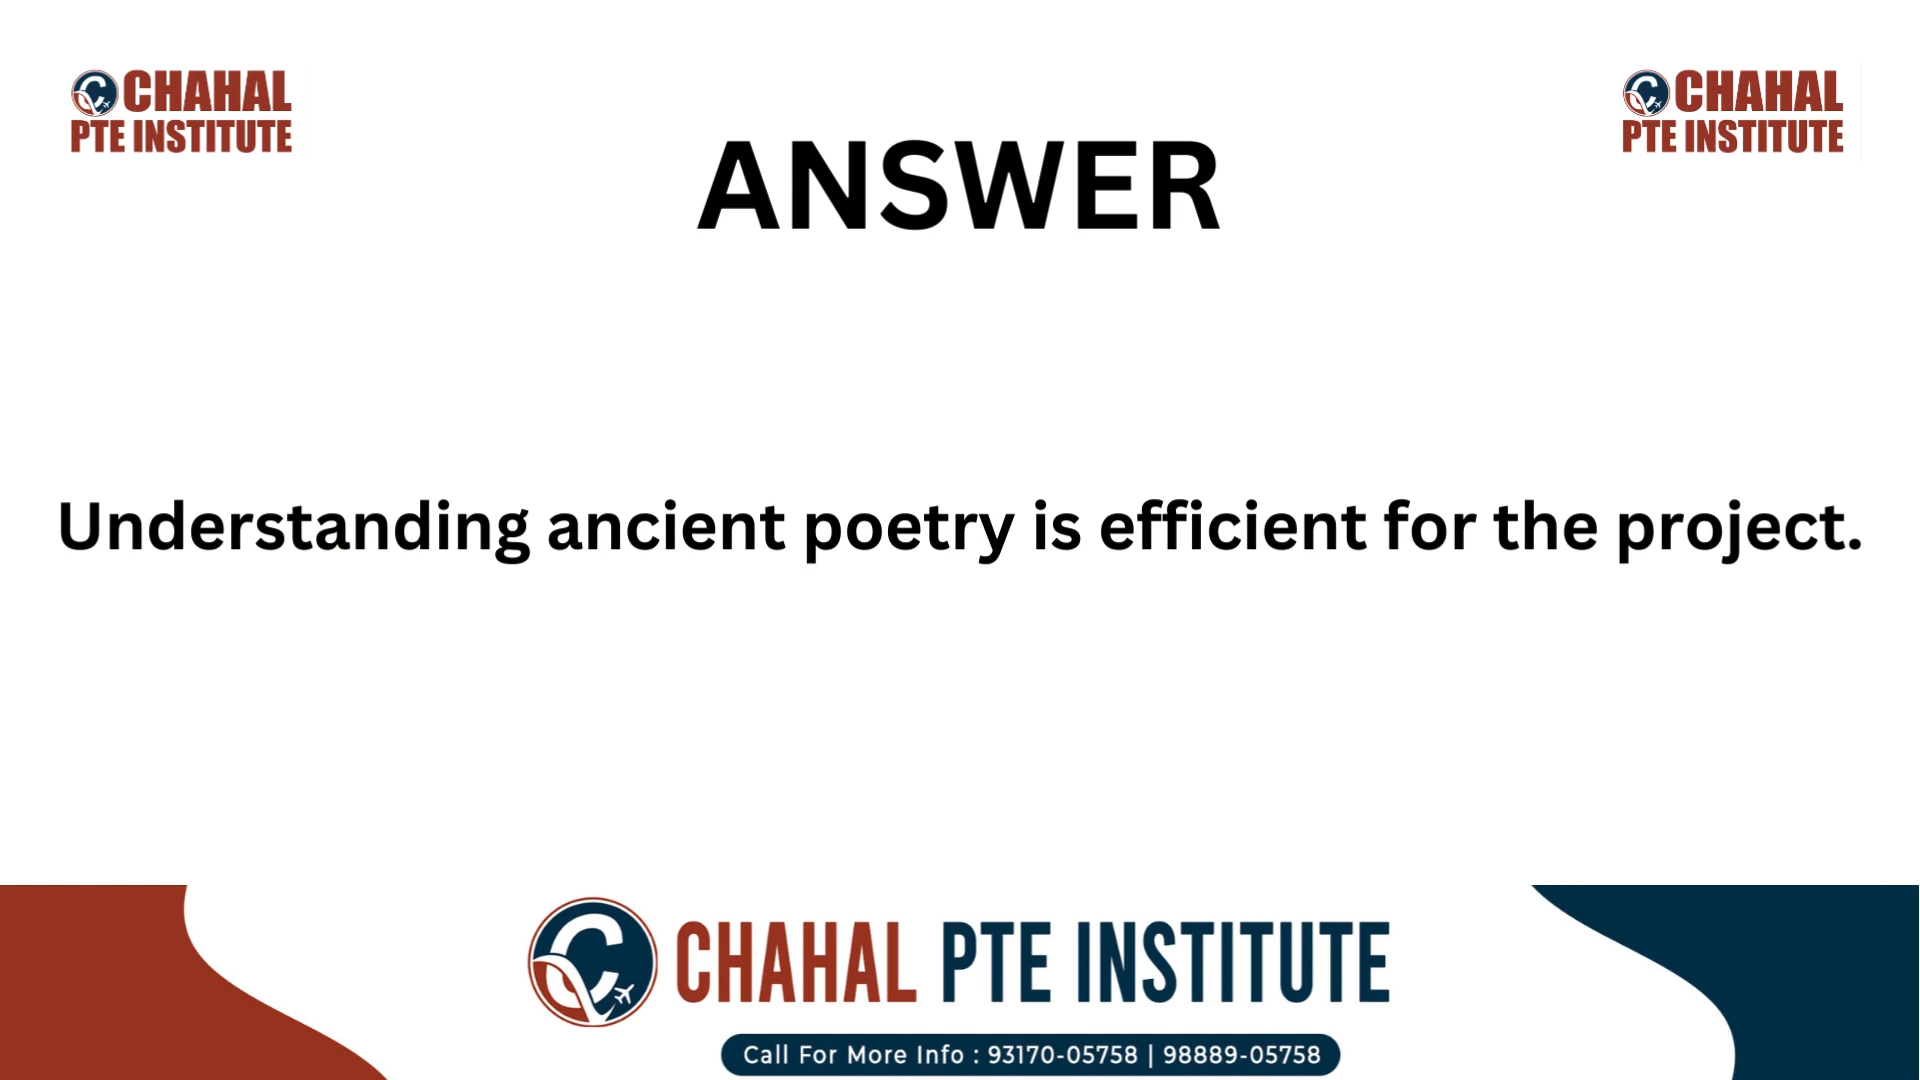 CHAHAL
PTE INSTITUTE
CHAHAL
PTE INSTITUTE
ANSWER
Understanding ancient poetry is efficient for the project.
CHAHAL PTE INSTITUTE
Call For More Info : 93170-05758 | 98889-05758